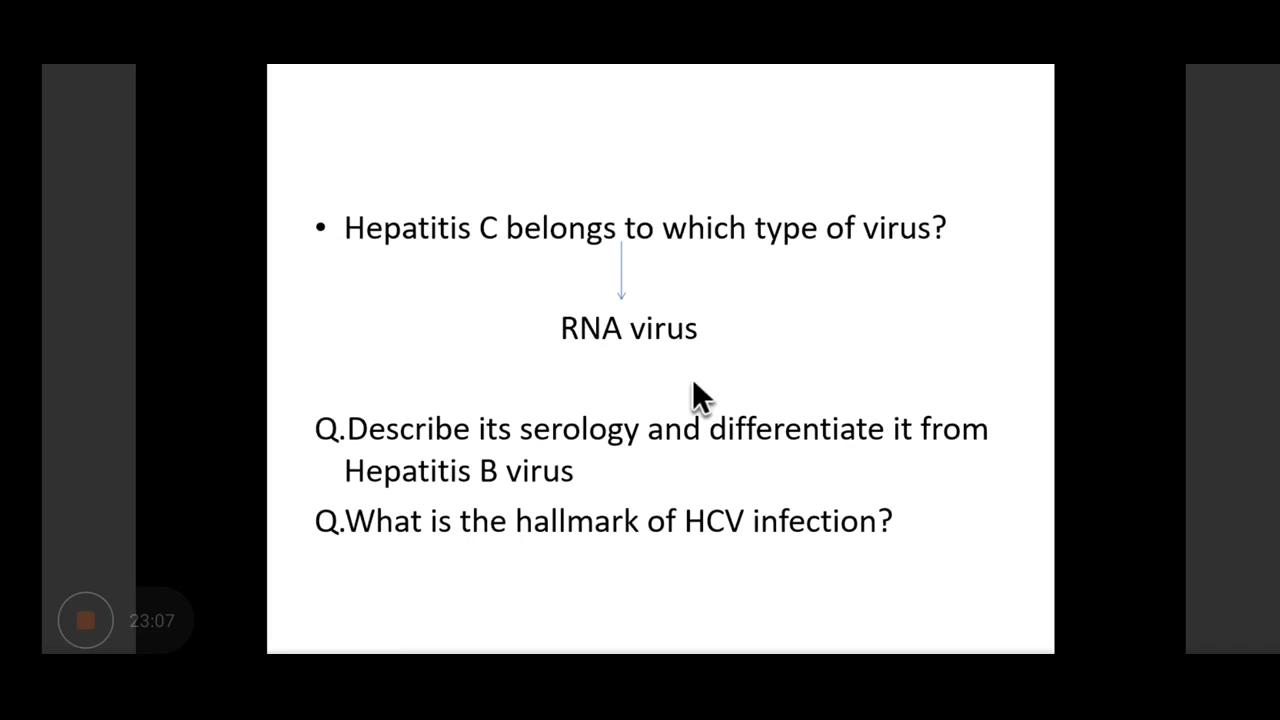 • Hepatitis C belongs to which type of virus?
RNA virus
Q.Describe its serology and differentiate it from
Hepatitis B virus
Q.What is the hallmark of HCV infection?
23:07